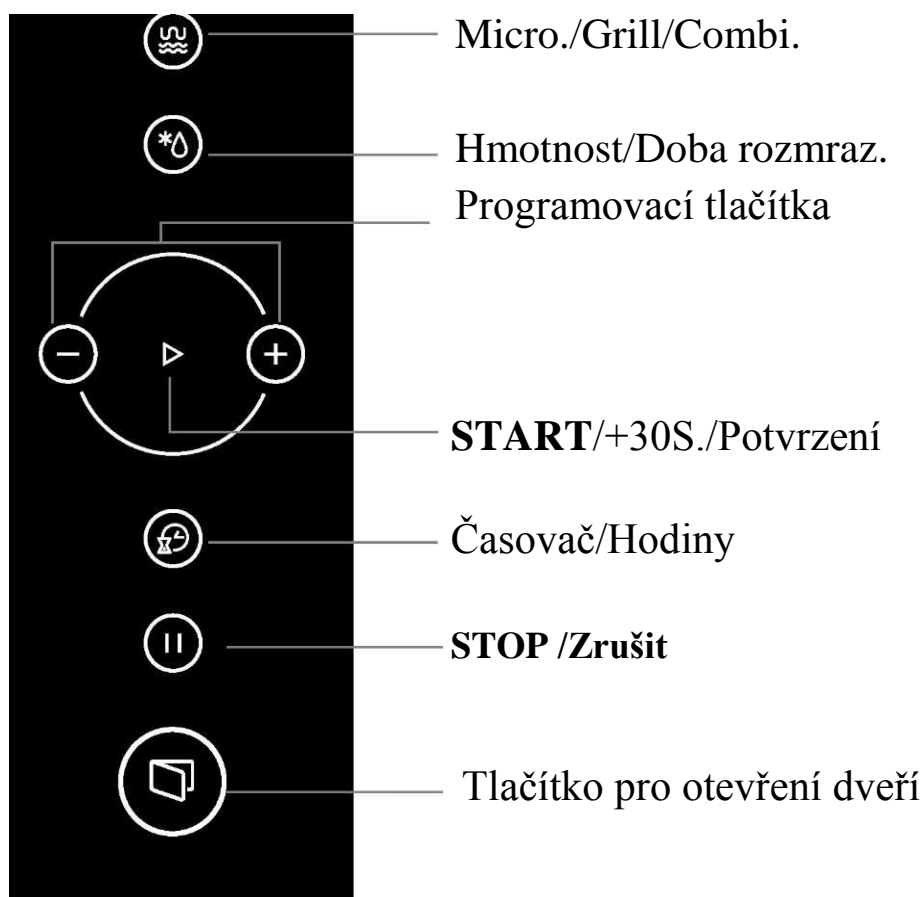 Micro./Grill/Combi.
Hmotnost/Doba rozmraz.
Programovací tlačítka
START/+30S./Potvrzení
Časovač/Hodiny
STOP /Zrušit
Tlačítko pro otevření dveří